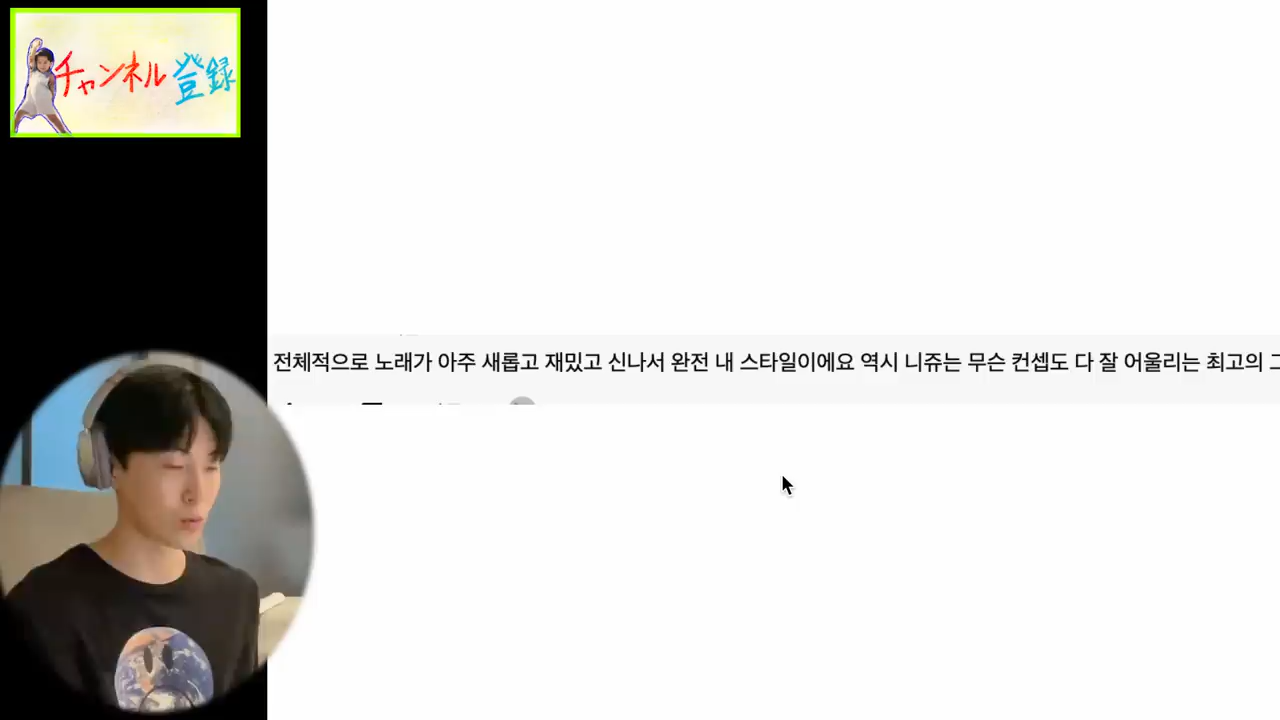 チャンネル登録
전체적으로 노래가 아주 새롭고 재밌고 신나서 완전 내 스타일이에요 역시 니쥬는 무슨 컨셉도 다 잘 어울리는 최고의